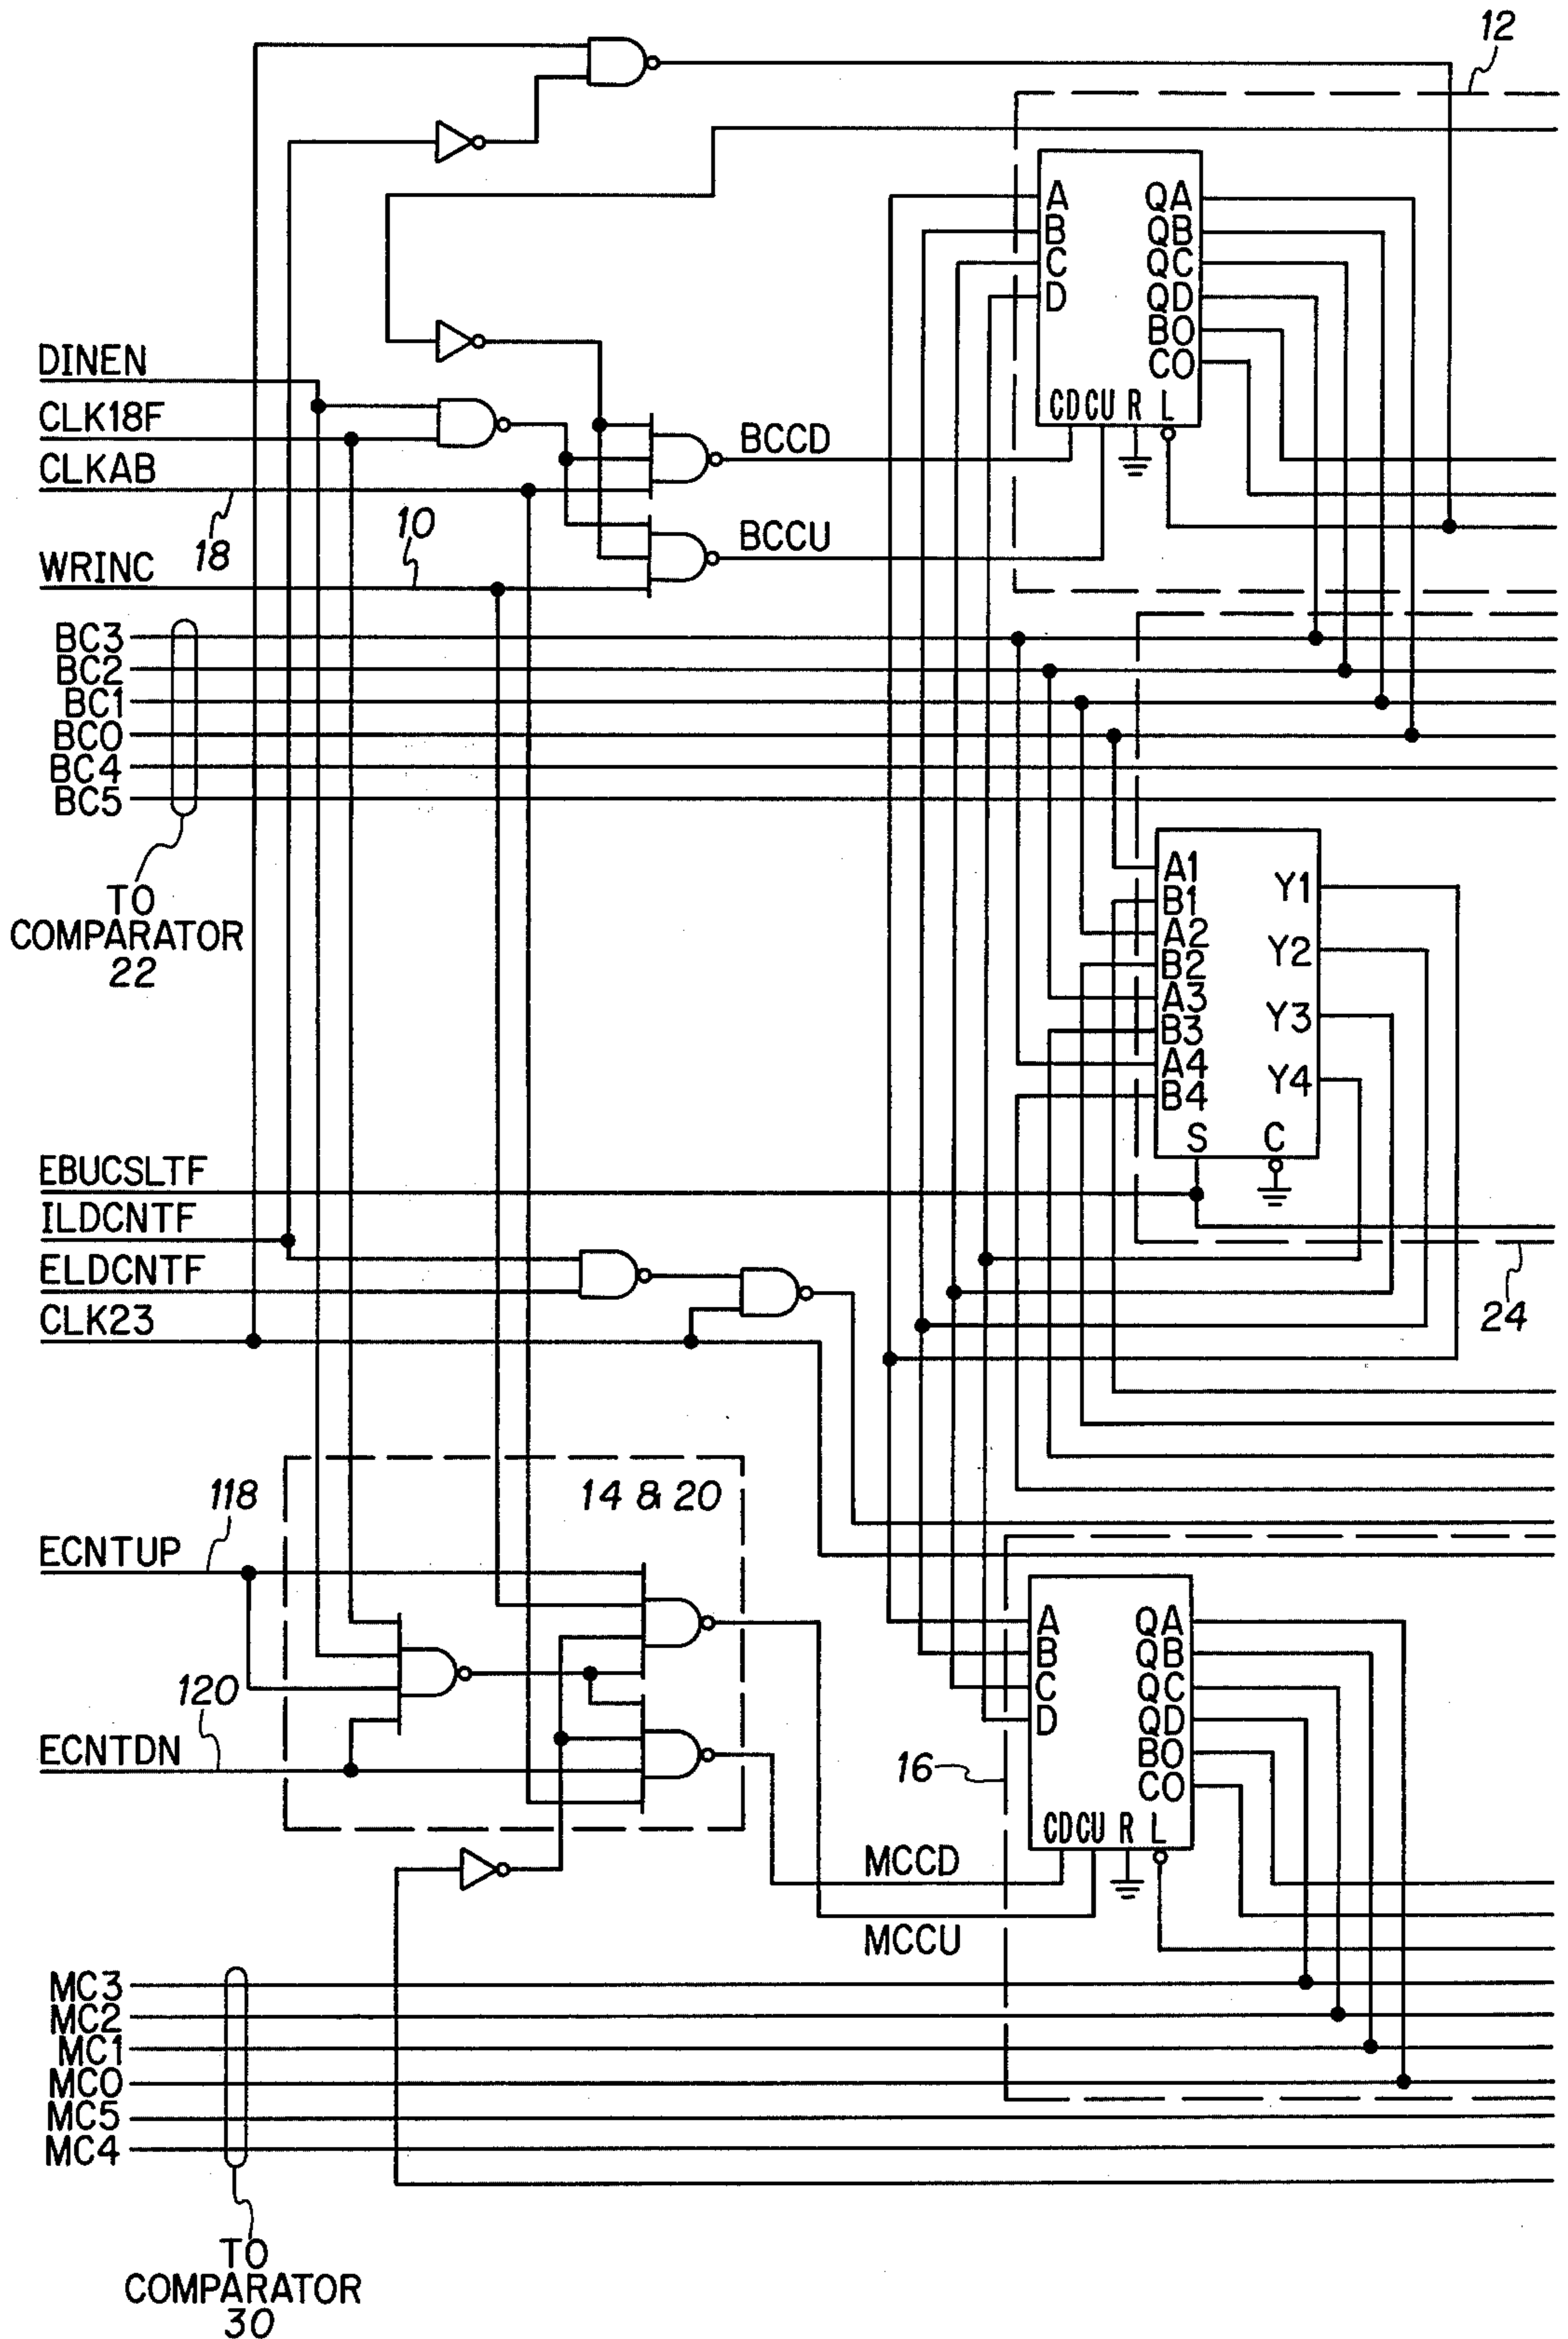 12
A QA
B QB
C QC
D QD
BO
CO
CD CU R L
DINEN
CLK18F
CLKAB
BCCD
18
10
BCCU
WRINC
BC3
BC2
BC1
BC0
BC4
BC5
TO
COMPARATOR
22
A1
B1
A2
B2
A3
B3
A4
B4
Y1
Y2
Y3
Y4
S C
EBUCSLTF
ILDCNTF
ELDCNTF
CLK23
24
14 & 20
118
ECNTUP
120
ECNTDN
A QA
B QB
C QC
D QD
BO
CO
CD CU R L
16
MCCD
MCCU
MC3
MC2
MC1
MC0
MC5
MC4
TO
COMPARATOR
30